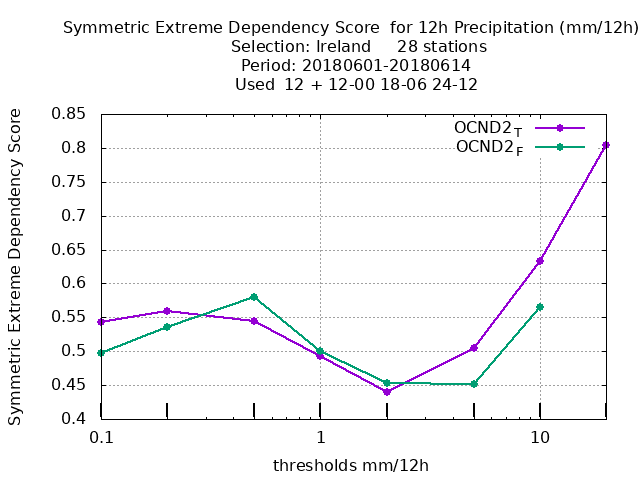 Symmetric Extreme Dependency Score  for 12h Precipitation (mm/12h)
Selection: Ireland     28 stations
Period: 20180601-20180614
Used  12 + 12-00 18-06 24-12
Symmetric Extreme Dependency Score
0.85
0.8
0.75
0.7
0.65
0.6
0.55
0.5
0.45
0.4
OCND2T
OCND2F
0.1 1 10
thresholds mm/12h